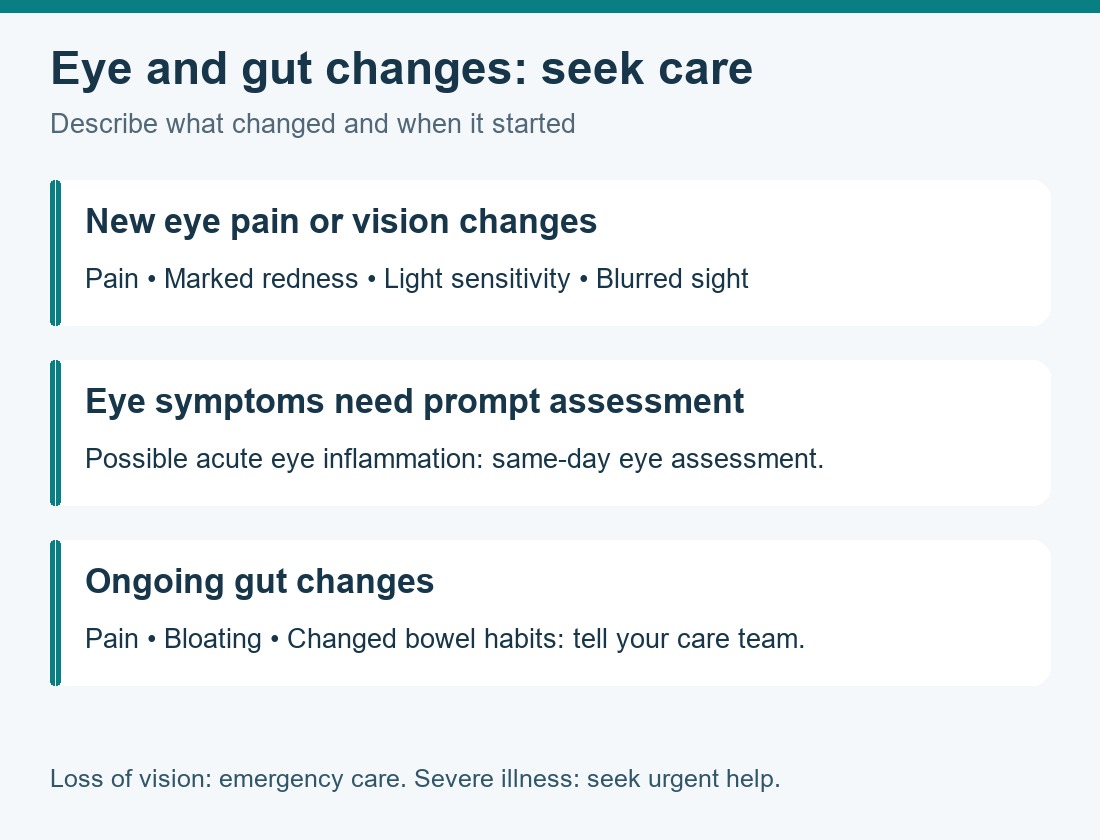 Eye and gut changes: seek care
Describe what changed and when it started
New eye pain or vision changes
Pain • Marked redness • Light sensitivity • Blurred sight
Eye symptoms need prompt assessment
Possible acute eye inflammation: same-day eye assessment.
Ongoing gut changes
Pain • Bloating • Changed bowel habits: tell your care team.
Loss of vision: emergency care. Severe illness: seek urgent help.